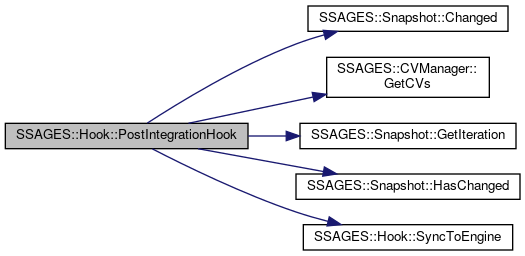 SSAGES::Hook::PostIntegrationHook
SSAGES::Snapshot::Changed
SSAGES::CVManager::
GetCVs
SSAGES::Snapshot::GetIteration
SSAGES::Snapshot::HasChanged
SSAGES::Hook::SyncToEngine